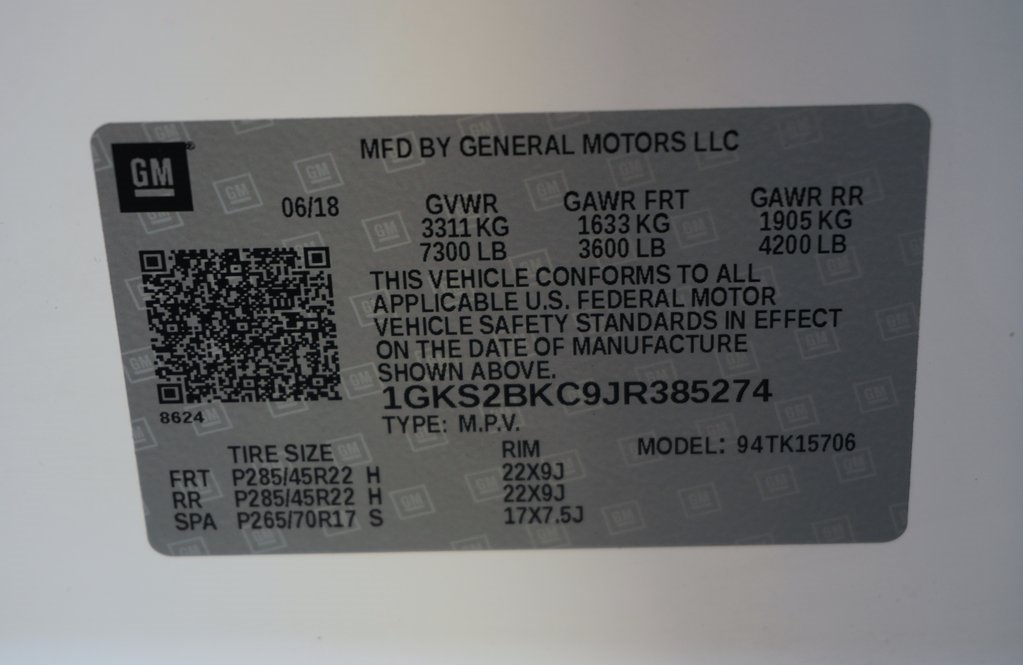 GM
MFD BY GENERAL MOTORS LLC
06/18 GVWR GAWR FRT GAWR RR
3311 KG 1633 KG 1905 KG
7300 LB 3600 LB 4200 LB
THIS VEHICLE CONFORMS TO ALL
APPLICABLE U.S. FEDERAL MOTOR
VEHICLE SAFETY STANDARDS IN EFFECT
ON THE DATE OF MANUFACTURE
SHOWN ABOVE.
1GKS2BKC9JR385274
8624
TYPE: M.P.V.
TIRE SIZE RIM MODEL: 94TK15706
FRT P285/45R22 H 22X9J
RR P285/45R22 H 22X9J
SPA P265/70R17 S 17X7.5J